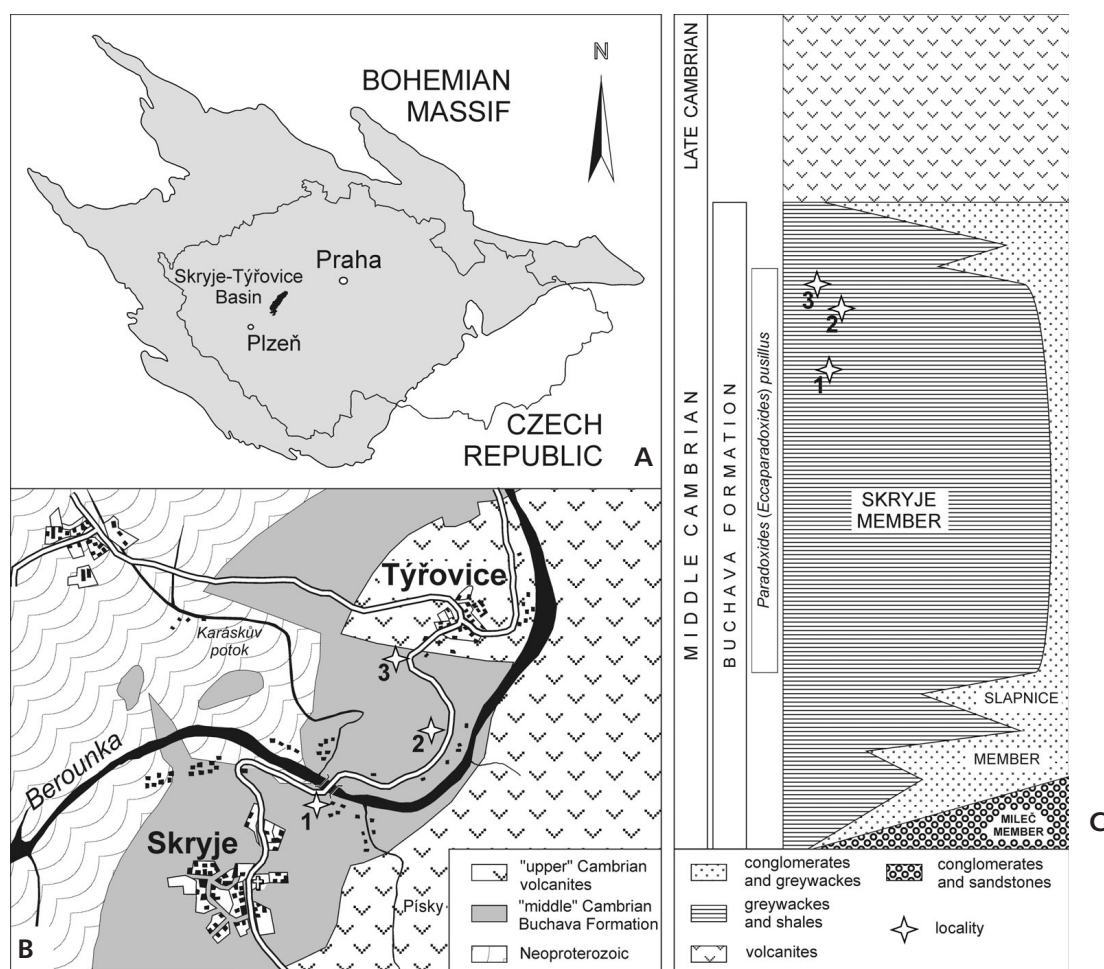 N
BOHEMIAN
MASSIF
Praha
Skryje-Týřovice
Basin
Plzeň
CZECH
REPUBLIC
A
Týřovice
Karáskův
potok
3
2
Berounka
1
Skryje
Písky
"upper" Cambrian
volcanites
"middle" Cambrian
Buchava Formation
Neoproterozoic
B
LATE CAMBRIAN
MIDDLE CAMBRIAN
BUCHAVA FORMATION
Paradoxides (Eccaparadoxides) pusillus
3
2
1
SKRYJE
MEMBER
SLAPNICE
MEMBER
MILEČ
MEMBER
C
conglomerates
and greywackes
greywackes
and shales
volcanites
conglomerates
and sandstones
locality